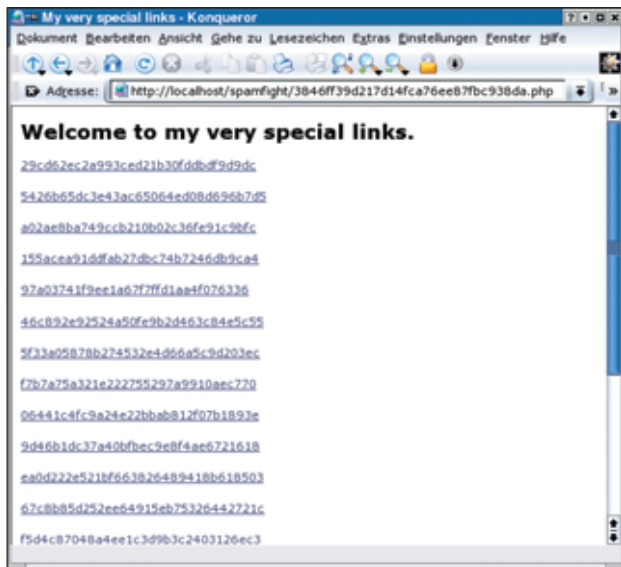 My very special links - Konqueror
Dokument Bearbeiten Ansicht Gehe zu Lesezeichen Extras Einstellungen Fenster Hilfe
Adresse: http://localhost/spamfight/3846ff39d217d14fca76ee87fbc938da.php
Welcome to my very special links.
29cd62ec2a993ced21b30fddbdf9d9dc
5426b65dc3e43ac65064ed08d696b7d5
a02ae8ba749ccb210b02c36fe91c9bfc
155acea91ddfab27dbc74b7246db9ca4
97a03741f9ee1a67f7ffd1aa4f076336
46c892e92524a50fe9b2d463c84e5c55
5f33a05878b274532e4d66a5c9d203ec
f7b7a75a321e222755297a9910aec770
06441c4fc9a24e22bbab812f07b1893e
9d46b1dc37a40bfbec9e8f4ae6721618
ea0d222e521bf663826489418b618503
67c8b85d252ee64915eb75326442721c
f5d4c87048a4ee1c3d9b3c2403126ec3